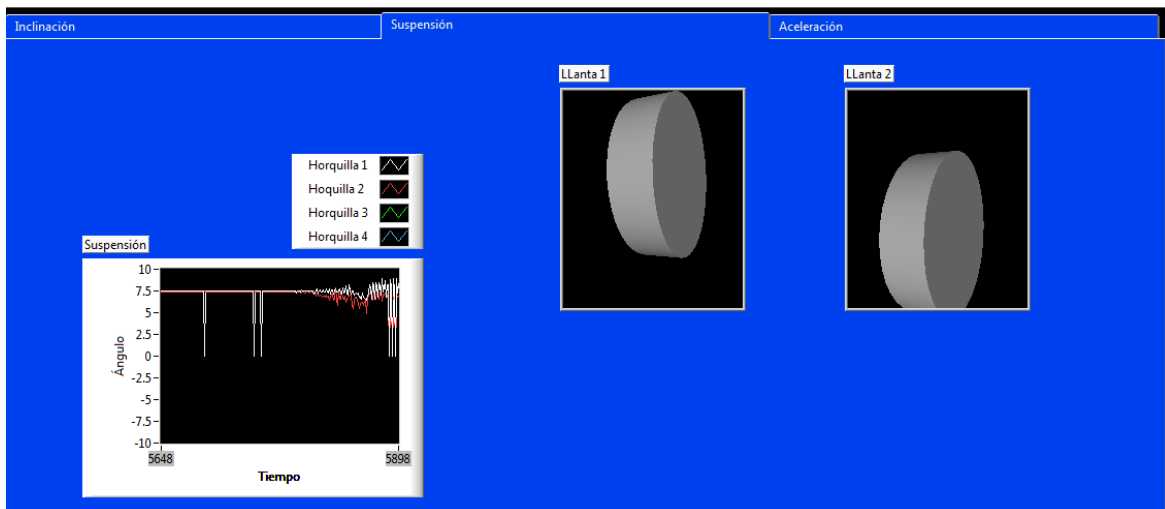 Inclinación
Suspensión
Aceleración
LLanta 1
LLanta 2
Horquilla 1
Hoquilla 2
Horquilla 3
Horquilla 4
Suspensión
10
7.5
5
2.5
0
-2.5
-5
-7.5
-10
Ángulo
5648
5898
Tiempo